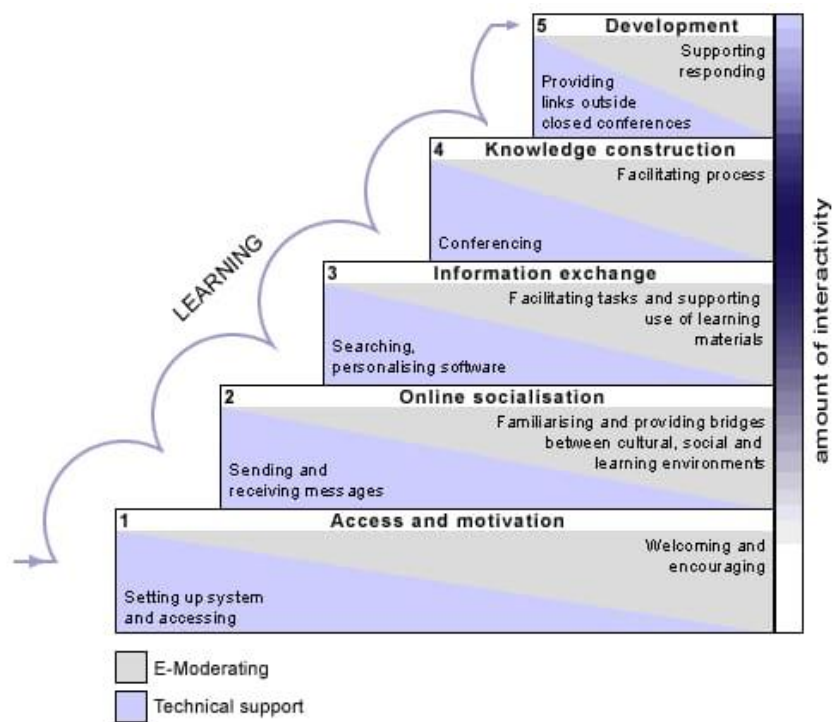 5 Development
Supporting
responding
Providing
links outside
closed conferences
4 Knowledge construction
Facilitating process
Conferencing
3 Information exchange
Facilitating tasks and supporting
use of learning
materials
Searching,
personalising software
2 Online socialisation
Familiarising and providing bridges
between cultural, social and
learning environments
Sending and
receiving messages
1 Access and motivation
Welcoming and
encouraging
Setting up system
and accessing
LEARNING
amount of interactivity
E-Moderating
Technical support